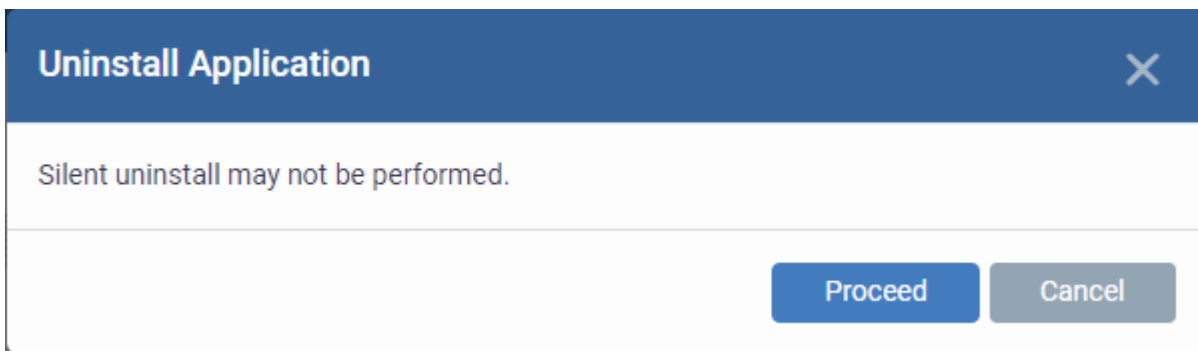 Uninstall Application
Silent uninstall may not be performed.
Proceed Cancel